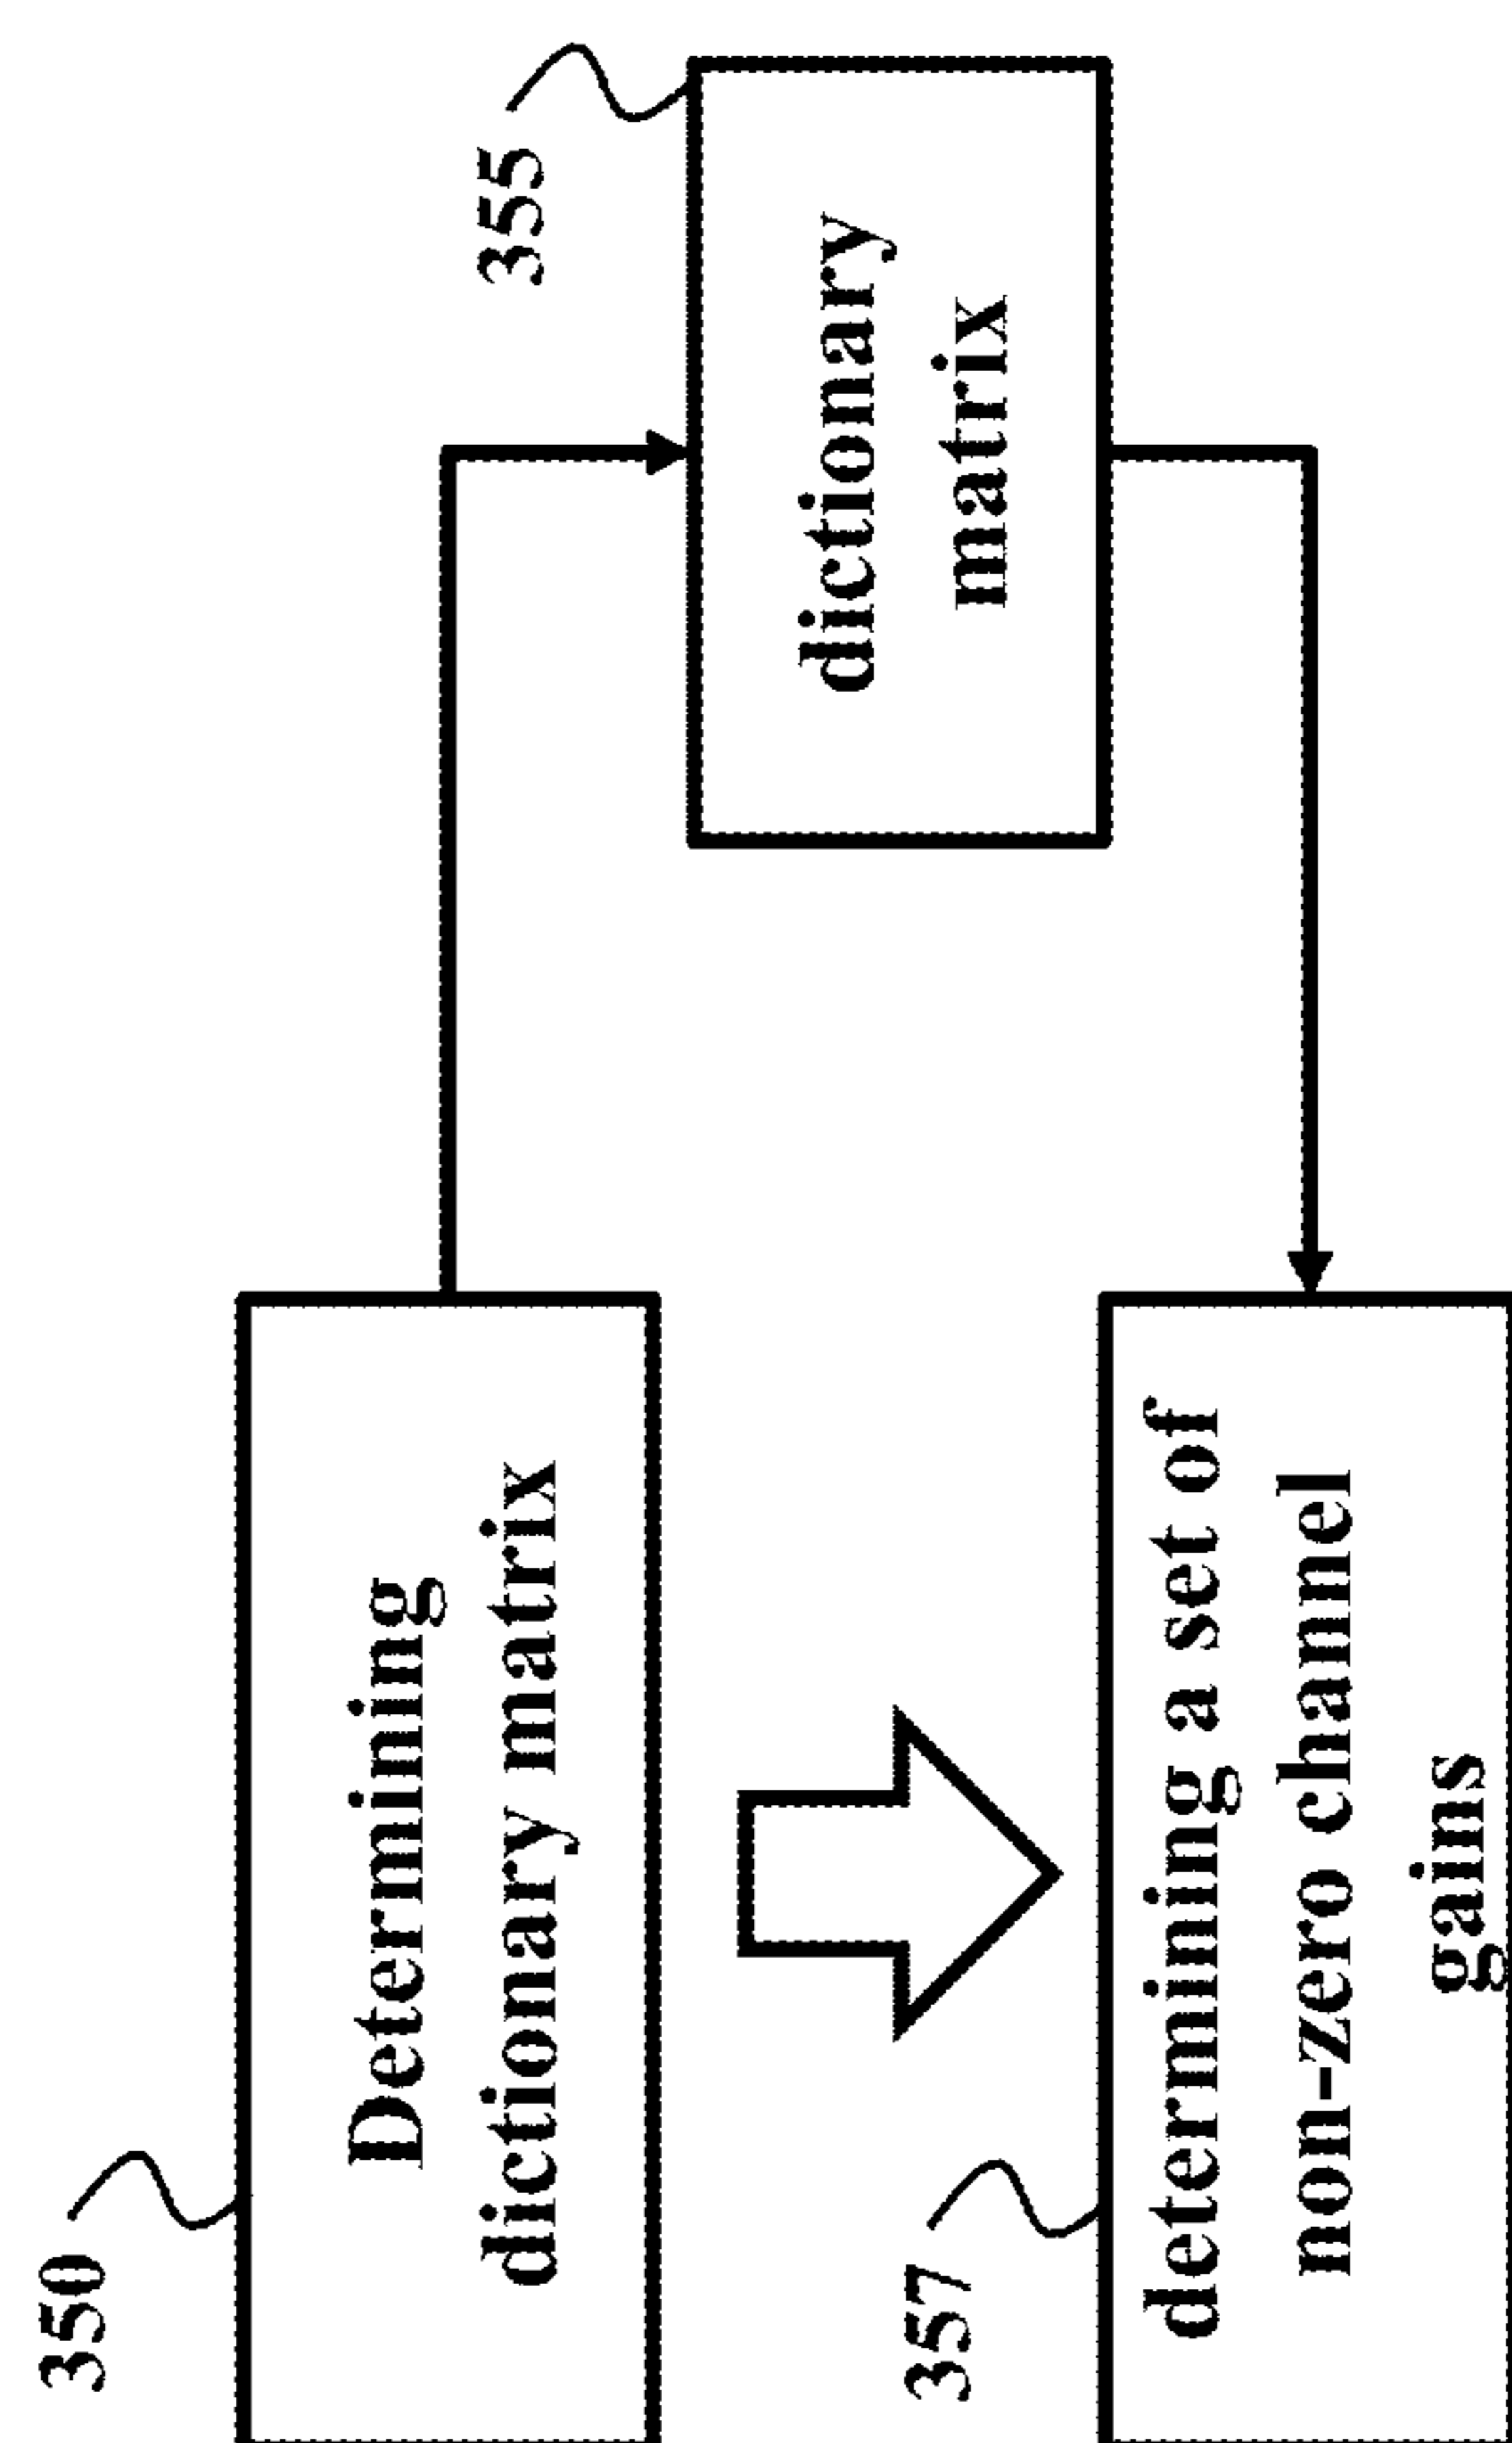 350
Determining
dictionary matrix
355
dictionary
matrix
357
determining a set of
non-zero channel
gains